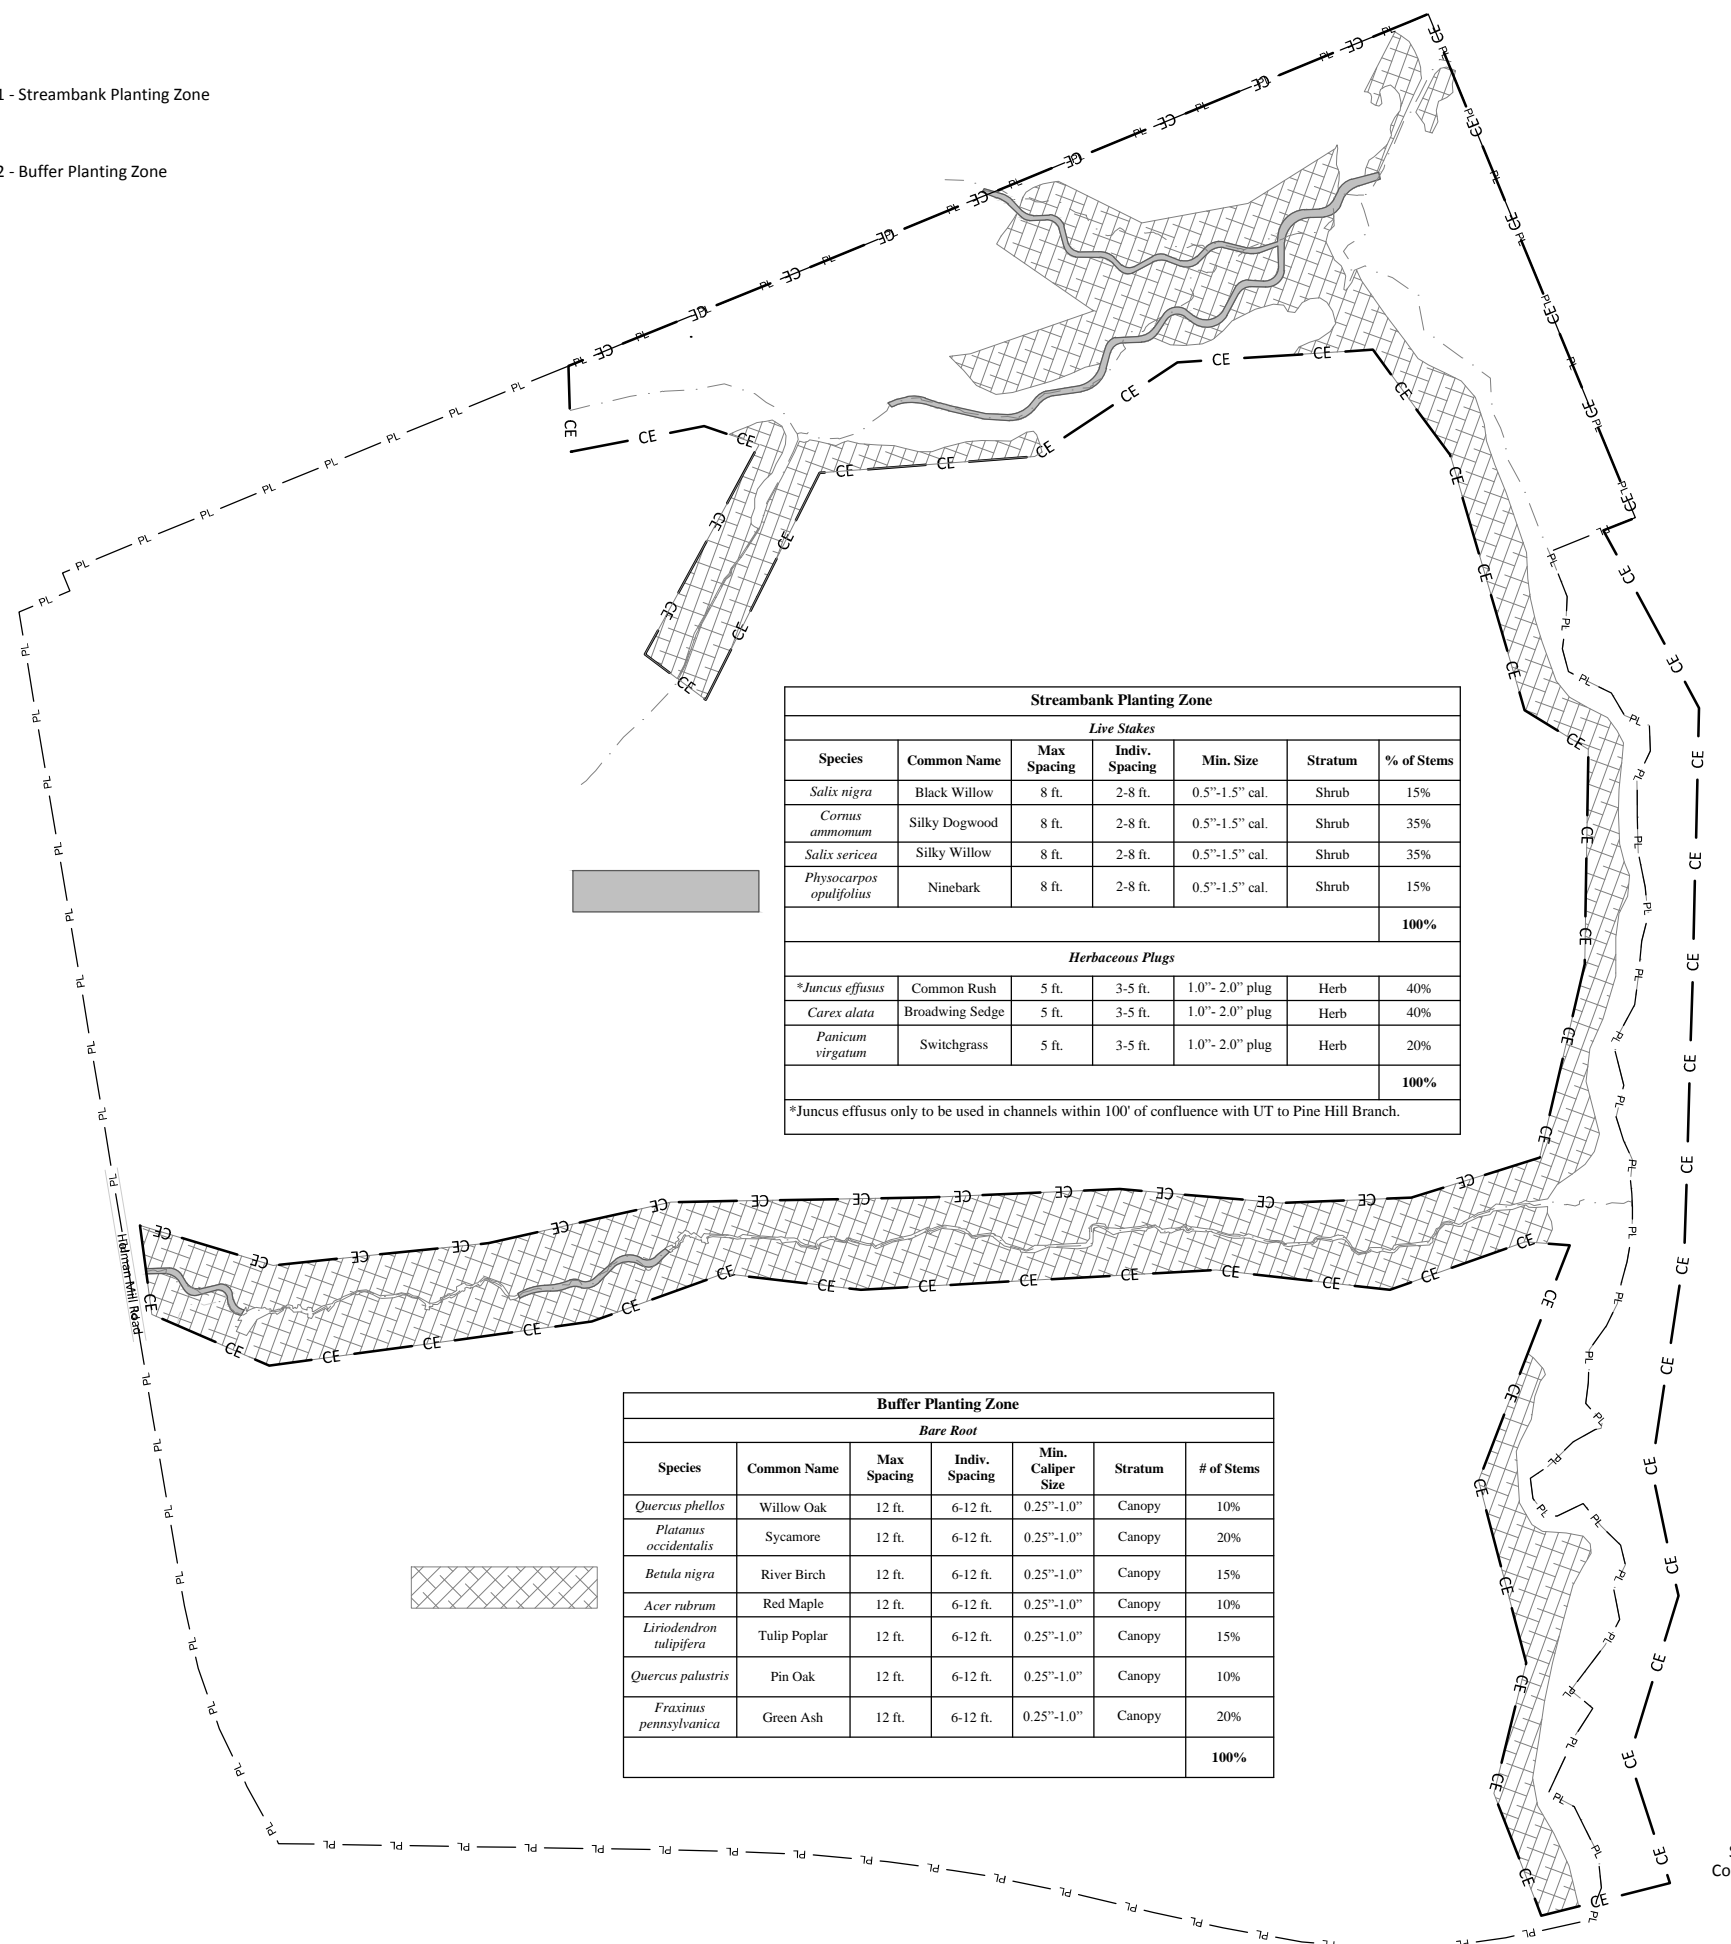 1 - Streambank Planting Zone
2 - Buffer Planting Zone
Streambank Planting Zone
Live Stakes
Species Common Name Max Spacing Indiv. Spacing Min. Size Stratum % of Stems
Salix nigra Black Willow 8 ft. 2-8 ft. 0.5”-1.5” cal. Shrub 15%
Cornus ammomum Silky Dogwood 8 ft. 2-8 ft. 0.5”-1.5” cal. Shrub 35%
Salix sericea Silky Willow 8 ft. 2-8 ft. 0.5”-1.5” cal. Shrub 35%
Physocarpos opulifolius Ninebark 8 ft. 2-8 ft. 0.5”-1.5” cal. Shrub 15%
100%
Herbaceous Plugs
*Juncus effusus Common Rush 5 ft. 3-5 ft. 1.0”- 2.0” plug Herb 40%
Carex alata Broadwing Sedge 5 ft. 3-5 ft. 1.0”- 2.0” plug Herb 40%
Panicum virgatum Switchgrass 5 ft. 3-5 ft. 1.0”- 2.0” plug Herb 20%
100%
*Juncus effusus only to be used in channels within 100' of confluence with UT to Pine Hill Branch.
Holman Mill Road
Buffer Planting Zone
Bare Root
Species Common Name Max Spacing Indiv. Spacing Min. Caliper Size Stratum # of Stems
Quercus phellos Willow Oak 12 ft. 6-12 ft. 0.25”-1.0” Canopy 10%
Platanus occidentalis Sycamore 12 ft. 6-12 ft. 0.25”-1.0” Canopy 20%
Betula nigra River Birch 12 ft. 6-12 ft. 0.25”-1.0” Canopy 15%
Acer rubrum Red Maple 12 ft. 6-12 ft. 0.25”-1.0” Canopy 10%
Liriodendron tulipifera Tulip Poplar 12 ft. 6-12 ft. 0.25”-1.0” Canopy 15%
Quercus palustris Pin Oak 12 ft. 6-12 ft. 0.25”-1.0” Canopy 10%
Fraxinus pennsylvanica Green Ash 12 ft. 6-12 ft. 0.25”-1.0” Canopy 20%
100%
Co
CE
PL